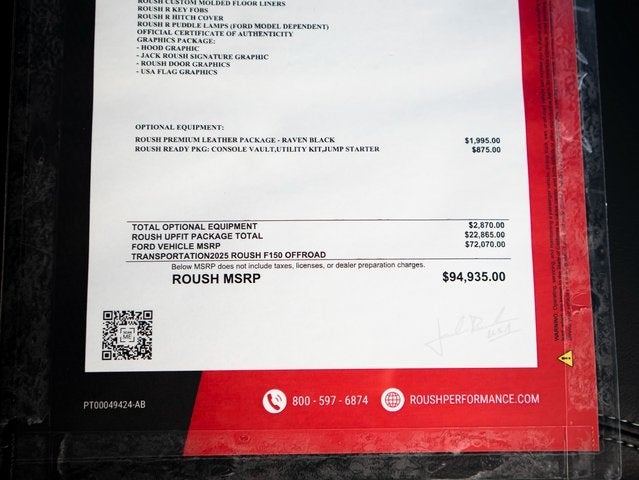 ROUSH CUSTOM MOLDED FLOOR LINERS
ROUSH R KEY FOBS
ROUSH R HITCH COVER
ROUSH R PUDDLE LAMPS (FORD MODEL DEPENDENT)
OFFICIAL CERTIFICATE OF AUTHENTICITY
GRAPHICS PACKAGE:
- HOOD GRAPHIC
- JACK ROUSH SIGNATURE GRAPHIC
- ROUSH DOOR GRAPHICS
- USA FLAG GRAPHICS
OPTIONAL EQUIPMENT:
ROUSH PREMIUM LEATHER PACKAGE - RAVEN BLACK $1,995.00
ROUSH READY PKG: CONSOLE VAULT,UTILITY KIT,JUMP STARTER $875.00
TOTAL OPTIONAL EQUIPMENT $2,870.00
ROUSH UPFIT PACKAGE TOTAL $22,865.00
FORD VEHICLE MSRP $72,070.00
TRANSPORTATION2025 ROUSH F150 OFFROAD
Below MSRP does not include taxes, licenses, or dealer preparation charges.
ROUSH MSRP $94,935.00
PT00049424-AB
800 - 597 - 6874
ROUSHPERFORMANCE.COM
WARNING: